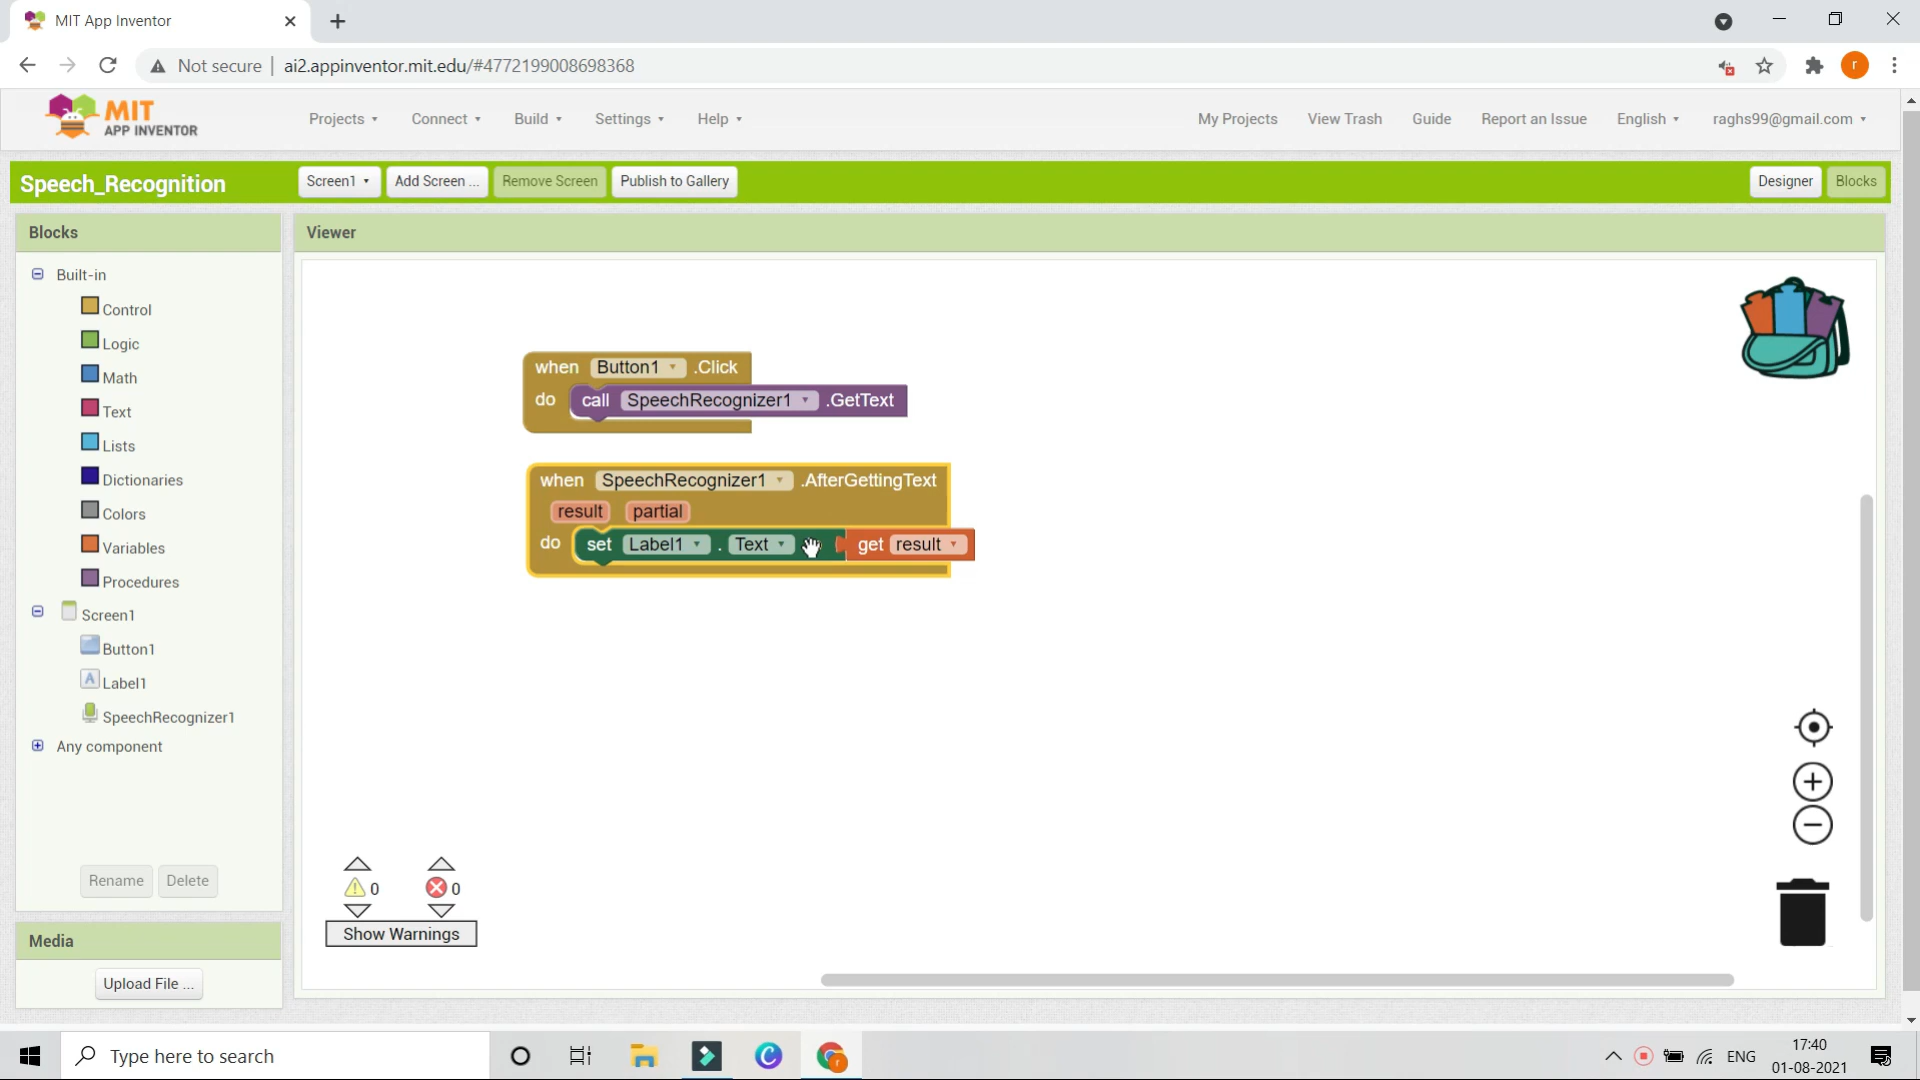 MIT App Inventor
Not secure | ai2.appinventor.mit.edu/#4772199008698368
r
MIT
APP INVENTOR
Projects
Connect
Build
Settings
Help
My Projects
View Trash
Guide
Report an Issue
English
raghs99@gmail.com
Speech_Recognition
Screen1
Add Screen ...
Remove Screen
Publish to Gallery
Designer
Blocks
Blocks
Built-in
Control
Logic
Math
Text
Lists
Dictionaries
Colors
Variables
Procedures
Screen1
Button1
A Label1
SpeechRecognizer1
Any component
Rename
Delete
Media
Upload File ...
Viewer
when Button1 .Click
do call SpeechRecognizer1 .GetText
when SpeechRecognizer1 .AfterGettingText
result partial
do set Label1 . Text get result
0
0
Show Warnings
Type here to search
ENG
17:40
01-08-2021